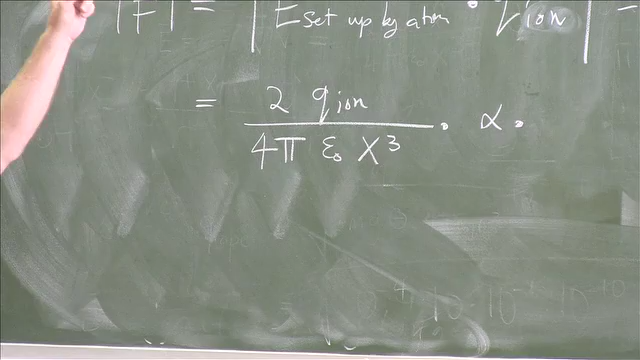 |F| = | E set up by atom · q ion | =
= 2 q ion / 4π ε₀ x³ · α ·